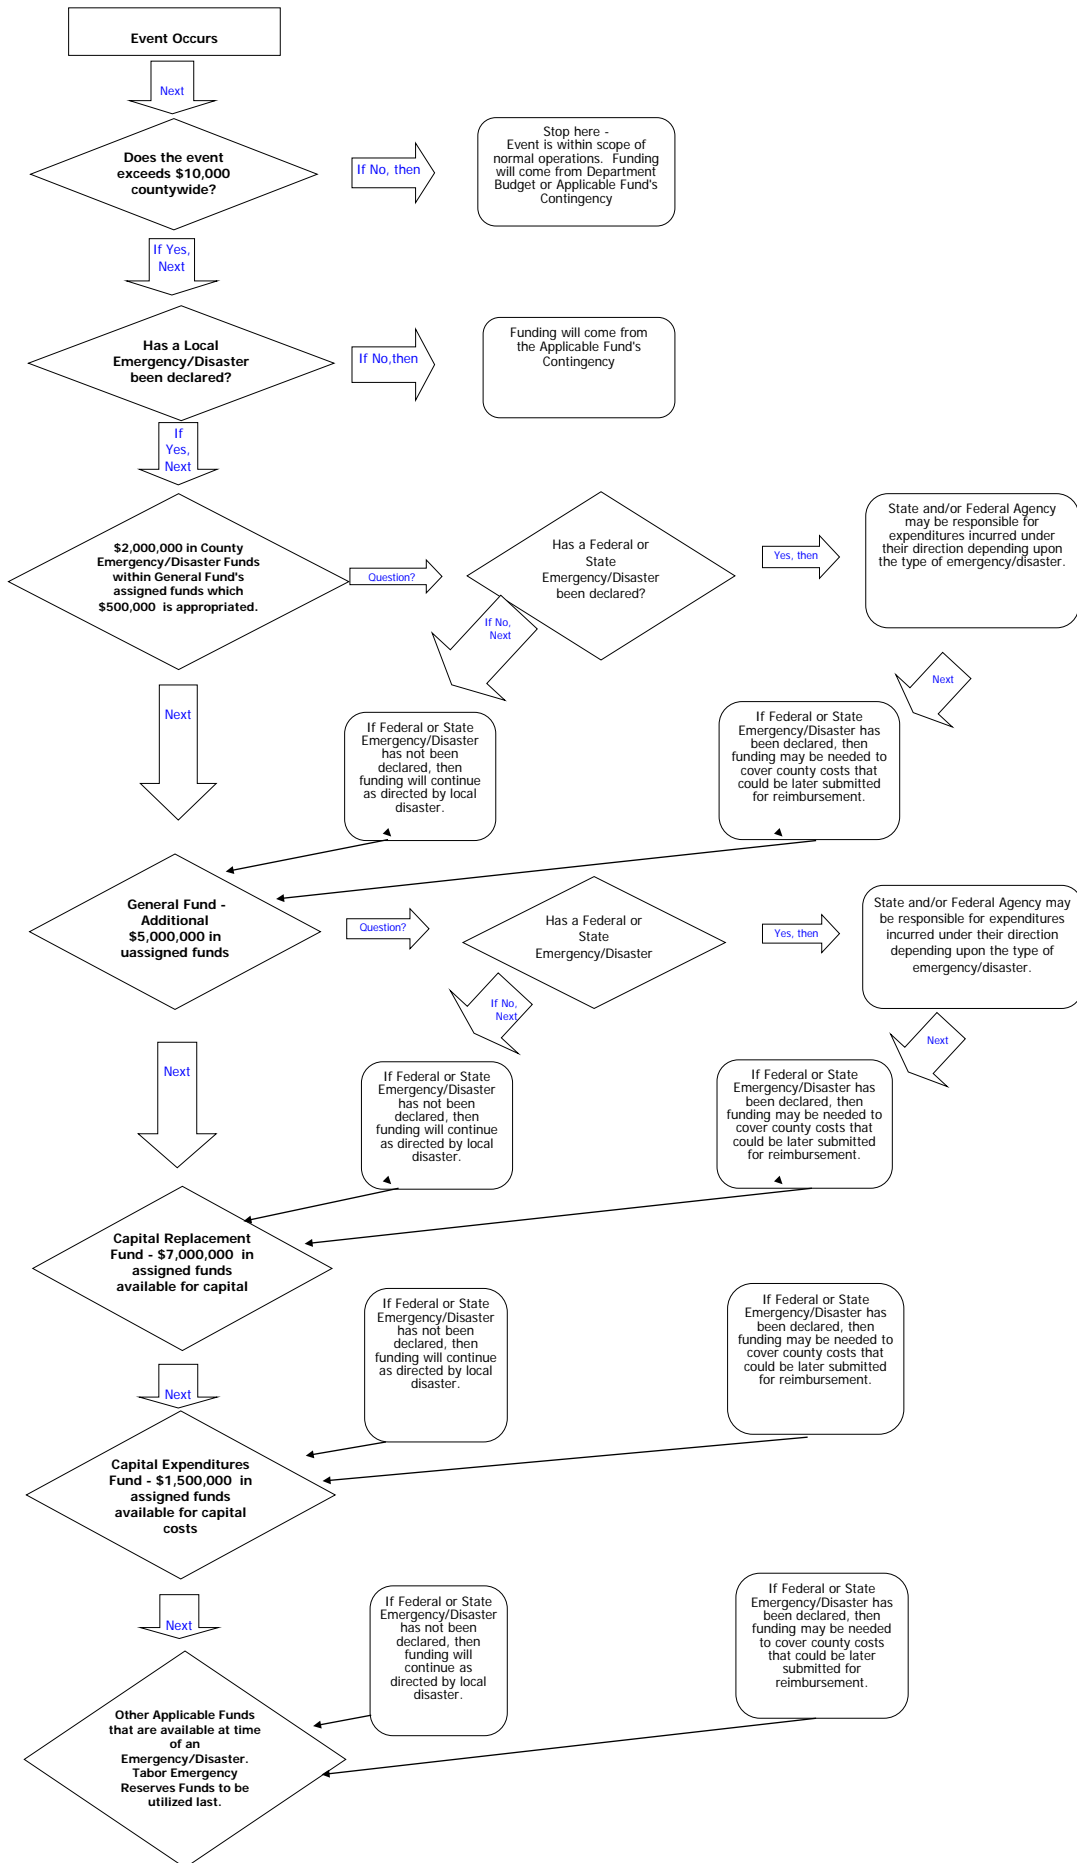 Event Occurs
Next
Does the event
exceeds $10,000
countywide?
If No, then
Stop here -
Event is within scope of
normal operations.  Funding
will come from Department
Budget or Applicable Fund's
Contingency
If Yes,
Next
Has a Local
Emergency/Disaster
been declared?
If No,then
Funding will come from
the Applicable Fund's
Contingency
If
Yes,
Next
$2,000,000 in County
Emergency/Disaster Funds
within General Fund's
assigned funds which
$500,000  is appropriated.
Question?
Has a Federal or
State
Emergency/Disaster
been declared?
Yes, then
State and/or Federal Agency
may be responsible for
expenditures incurred under
their direction depending upon
the type of emergency/disaster.
If No,
Next
Next
Next
If Federal or State
Emergency/Disaster
has not been
declared, then
funding will continue
as directed by local
disaster.
If Federal or State
Emergency/Disaster has
been declared, then
funding may be needed to
cover county costs that
could be later submitted
for reimbursement.
General Fund -
Additional
$5,000,000 in
uassigned funds
Question?
Has a Federal or
State
Emergency/Disaster
Yes, then
State and/or Federal Agency may
be responsible for expenditures
incurred under their direction
depending upon the type of
emergency/disaster.
If No,
Next
Next
Next
If Federal or State
Emergency/Disaster
has not been
declared, then
funding will continue
as directed by local
disaster.
If Federal or State
Emergency/Disaster has
been declared, then
funding may be needed to
cover county costs that
could be later submitted
for reimbursement.
Capital Replacement
Fund - $7,000,000  in
assigned funds
available for capital
If Federal or State
Emergency/Disaster
has not been
declared, then
funding will continue
as directed by local
disaster.
If Federal or State
Emergency/Disaster has
been declared, then
funding may be needed to
cover county costs that
could be later submitted
for reimbursement.
Next
Capital Expenditures
Fund - $1,500,000  in
assigned funds
available for capital
costs
Next
If Federal or State
Emergency/Disaster
has not been
declared, then
funding will
continue as
directed by local
disaster.
If Federal or State
Emergency/Disaster has
been declared, then
funding may be needed
to cover county costs
that could be later
submitted for
reimbursement.
Other Applicable Funds
that are available at time
of an
Emergency/Disaster.
Tabor Emergency
Reserves Funds to be
utilized last.